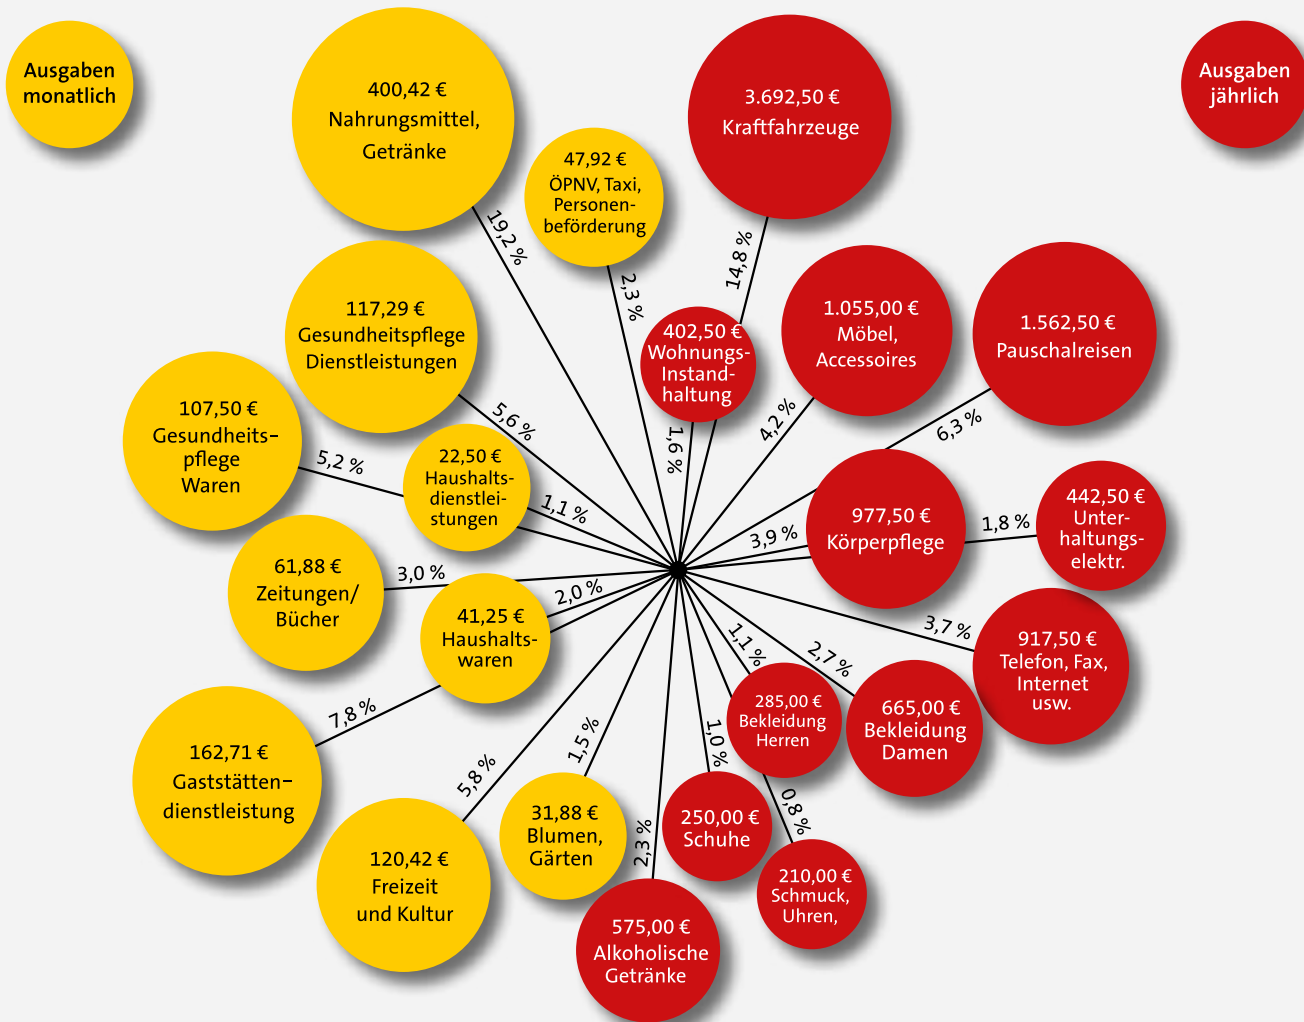 Ausgaben
monatlich
Ausgaben
jährlich
400,42 €
Nahrungsmittel,
Getränke
19,2 %
47,92 €
ÖPNV, Taxi,
Personen-
beförderung
2,3 %
3.692,50 €
Kraftfahrzeuge
14,8 %
117,29 €
Gesundheitspflege
Dienstleistungen
5,6 %
402,50 €
Wohnungs-
Instand-
haltung
1,6 %
1.055,00 €
Möbel,
Accessoires
4,2 %
1.562,50 €
Pauschalreisen
6,3 %
107,50 €
Gesundheits-
pflege
Waren
5,2 %
22,50 €
Haushalts-
dienstlei-
stungen
1,1 %
977,50 €
Körperpflege
3,9 %
442,50 €
Unter-
haltungs-
elektr.
1,8 %
61,88 €
Zeitungen/
Bücher
3,0 %
41,25 €
Haushalts-
waren
2,0 %
917,50 €
Telefon, Fax,
Internet
usw.
3,7 %
285,00 €
Bekleidung
Herren
1,1 %
665,00 €
Bekleidung
Damen
2,7 %
162,71 €
Gaststätten-
dienstleistung
7,8 %
120,42 €
Freizeit
und Kultur
5,8 %
31,88 €
Blumen,
Gärten
1,5 %
250,00 €
Schuhe
1,0 %
210,00 €
Schmuck,
Uhren,
0,8 %
575,00 €
Alkoholische
Getränke
2,3 %